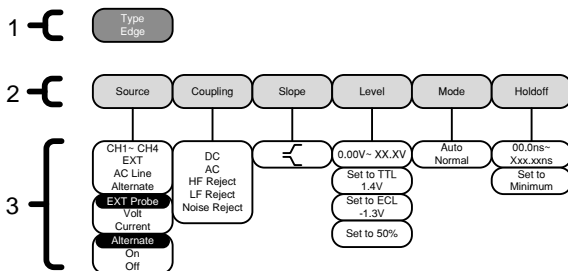 1
Type
Edge
2
Source
Coupling
Slope
Level
Mode
Holdoff
3
CH1~ CH4
EXT
AC Line
Alternate
EXT Probe
Volt
Current
Alternate
On
Off
DC
AC
HF Reject
LF Reject
Noise Reject
0.00V~ XX.XV
Set to TTL
1.4V
Set to ECL
-1.3V
Set to 50%
Auto
Normal
00.0ns~
Xxx.xxns
Set to
Minimum